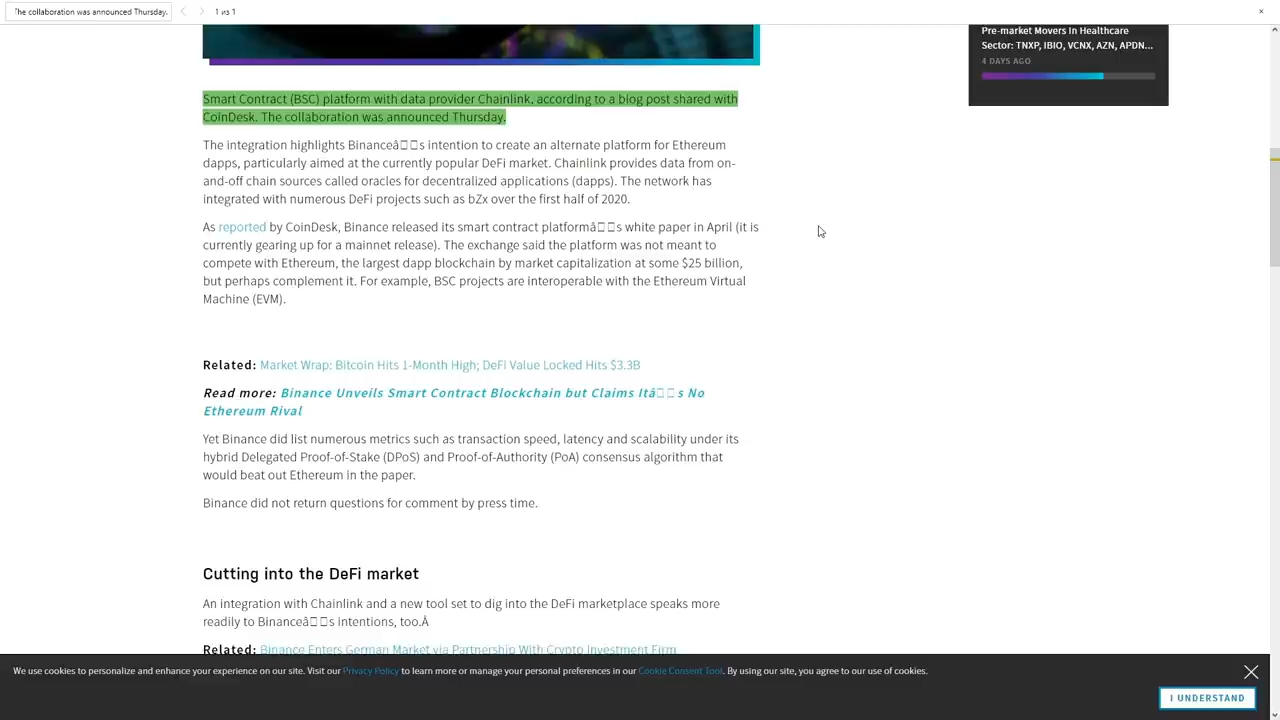 The collaboration was announced Thursday.
1 из 1
Pre-market Movers In Healthcare
Sector: TNXP, IBIO, VCNX, AZN, APDN...
4 DAYS AGO
Smart Contract (BSC) platform with data provider Chainlink, according to a blog post shared with
CoinDesk. The collaboration was announced Thursday.
The integration highlights Binanceâ□□s intention to create an alternate platform for Ethereum
dapps, particularly aimed at the currently popular DeFi market. Chainlink provides data from on-
and-off chain sources called oracles for decentralized applications (dapps). The network has
integrated with numerous DeFi projects such as bZx over the first half of 2020.
As reported by CoinDesk, Binance released its smart contract platformâ□□s white paper in April (it is
currently gearing up for a mainnet release). The exchange said the platform was not meant to
compete with Ethereum, the largest dapp blockchain by market capitalization at some $25 billion,
but perhaps complement it. For example, BSC projects are interoperable with the Ethereum Virtual
Machine (EVM).
Related: Market Wrap: Bitcoin Hits 1-Month High; DeFi Value Locked Hits $3.3B
Read more: Binance Unveils Smart Contract Blockchain but Claims Itâ□□s No
Ethereum Rival
Yet Binance did list numerous metrics such as transaction speed, latency and scalability under its
hybrid Delegated Proof-of-Stake (DPoS) and Proof-of-Authority (PoA) consensus algorithm that
would beat out Ethereum in the paper.
Binance did not return questions for comment by press time.
Cutting into the DeFi market
An integration with Chainlink and a new tool set to dig into the DeFi marketplace speaks more
readily to Binanceâ□□s intentions, too.Â
Related: Binance Enters German Market via Partnership With Crypto Investment Firm
We use cookies to personalize and enhance your experience on our site. Visit our Privacy Policy to learn more or manage your personal preferences in our Cookie Consent Tool. By using our site, you agree to our use of cookies.
I UNDERSTAND